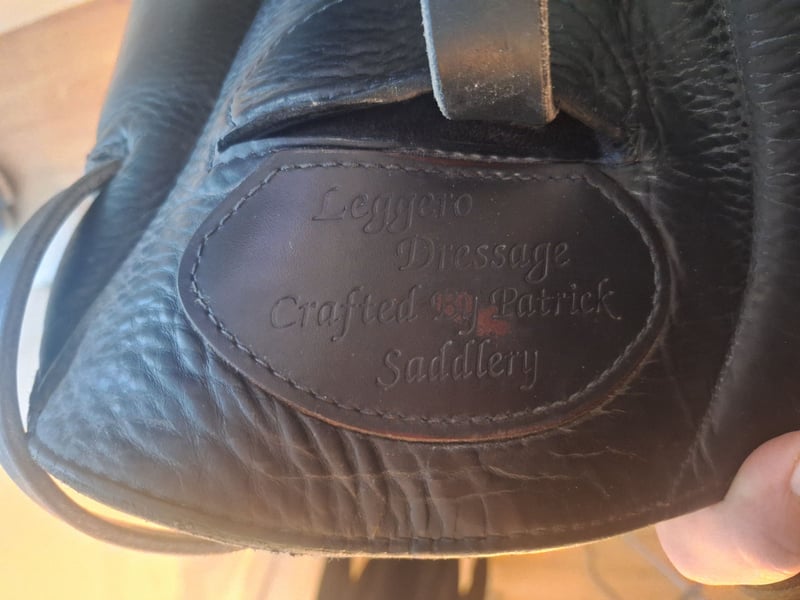 Leggero
Dressage
Crafted By Patrick
Saddlery